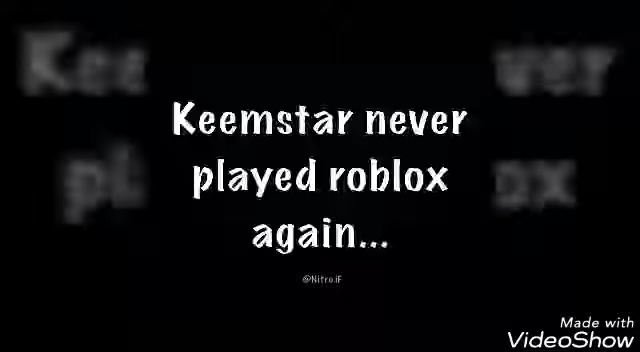 Keemstar never
played roblox
again...
@Nitro.iF
Made with
VideoShow